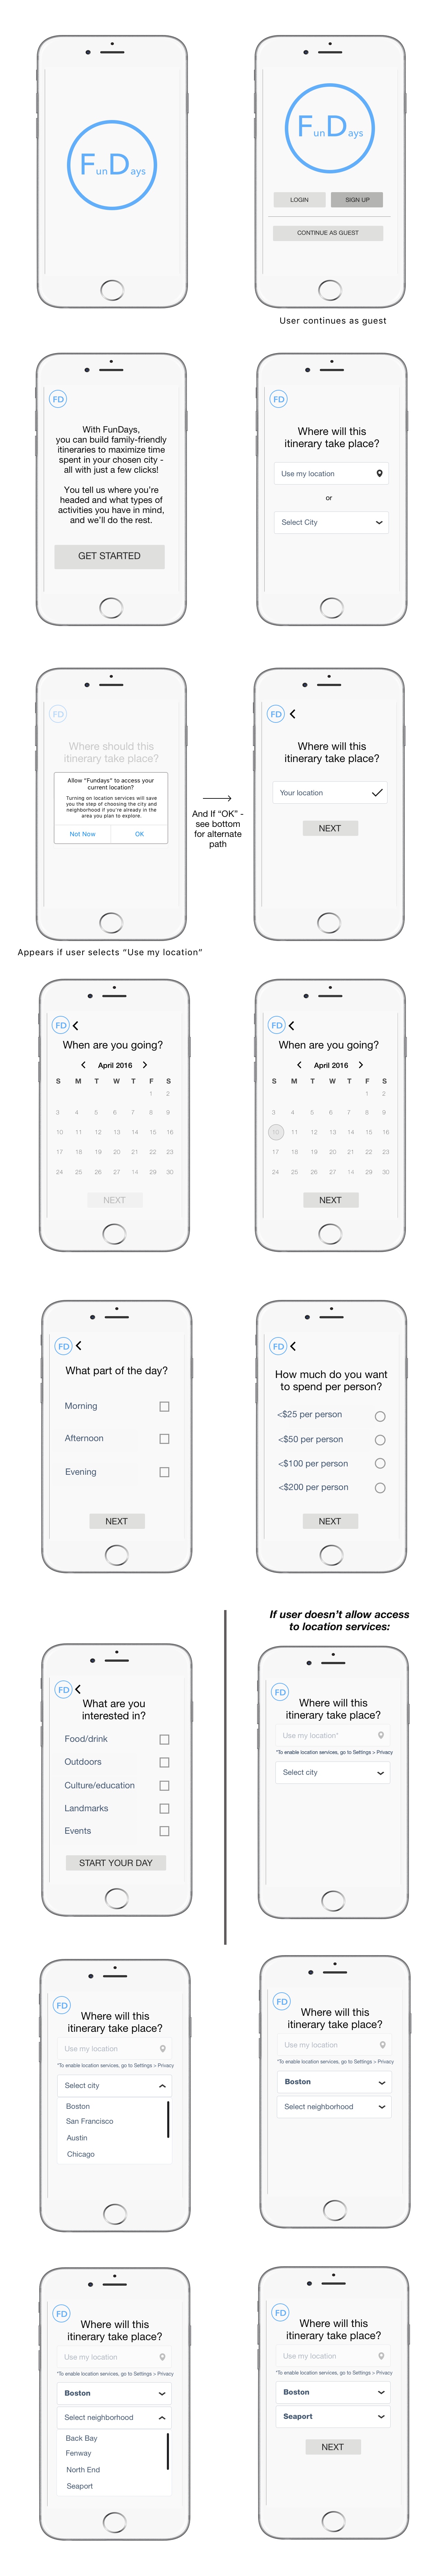 FunDays
FunDays
LOGIN
SIGN UP
CONTINUE AS GUEST
User continues as guest
FD
With FunDays,
you can build family-friendly
itineraries to maximize time
spent in your chosen city -
all with just a few clicks!
You tell us where you're
headed and what types of
activities you have in mind,
and we'll do the rest.
GET STARTED
FD
Where will this
itinerary take place?
Use my location
or
Select City
FD
Where should this
itinerary take place?
Allow "Fundays" to access your
current location?
Turning on location services will save
you the step of choosing the city and
neighborhood if you're already in the
area you plan to explore.
Not Now
OK
Appears if user selects "Use my location"
And If "OK" -
see bottom
for alternate
path
FD
Where will this
itinerary take place?
Your location
NEXT
FD
When are you going?
April 2016
S M T W T F S
1 2
3 4 5 6 7 8 9
10 11 12 13 14 15 16
17 18 19 20 21 22 23
24 25 26 27 14 29 30
NEXT
FD
When are you going?
April 2016
S M T W T F S
1 2
3 4 5 6 7 8 9
10 11 12 13 14 15 16
17 18 19 20 21 22 23
24 25 26 27 14 29 30
NEXT
FD
What part of the day?
Morning
Afternoon
Evening
NEXT
FD
How much do you want
to spend per person?
<$25 per person
<$50 per person
<$100 per person
<$200 per person
NEXT
FD
What are you
interested in?
Food/drink
Outdoors
Culture/education
Landmarks
Events
START YOUR DAY
If user doesn't allow access
to location services:
FD
Where will this
itinerary take place?
Use my location*
*To enable location services, go to Settings > Privacy
Select city
FD
Where will this
itinerary take place?
Use my location
*To enable location services, go to Settings > Privacy
Select city
Boston
San Francisco
Austin
Chicago
FD
Where will this
itinerary take place?
Use my location
*To enable location services, go to Settings > Privacy
Boston
Select neighborhood
FD
Where will this
itinerary take place?
Use my location
*To enable location services, go to Settings > Privacy
Boston
Select neighborhood
Back Bay
Fenway
North End
Seaport
FD
Where will this
itinerary take place?
Use my location
*To enable location services, go to Settings > Privacy
Boston
Seaport
NEXT